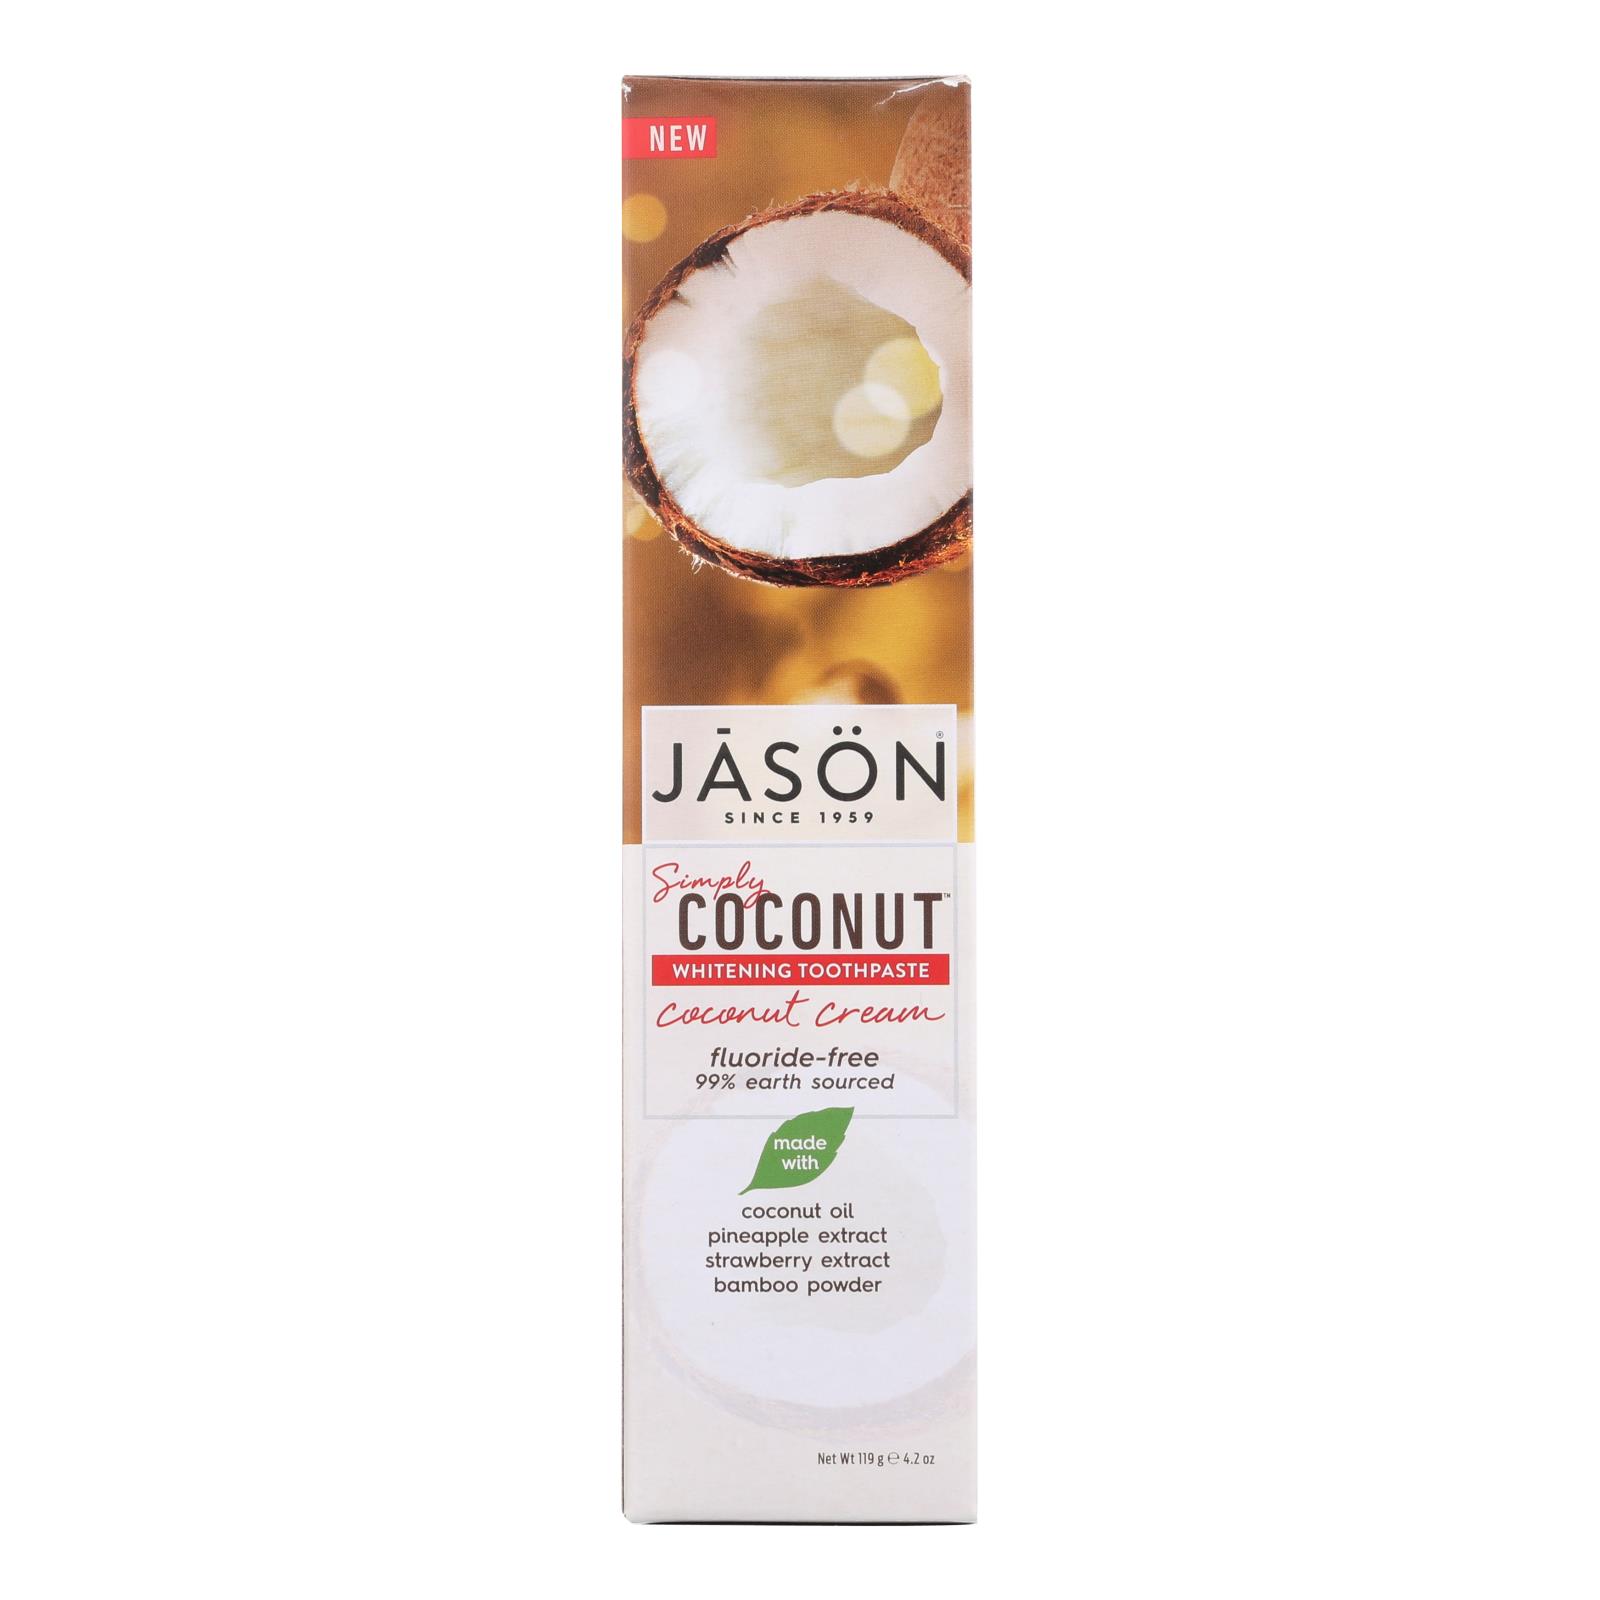 NEW
JĀSÖN®
SINCE 1959
Simply
COCONUT™
WHITENING TOOTHPASTE
coconut cream
fluoride-free
99% earth sourced
made
with
coconut oil
pineapple extract
strawberry extract
bamboo powder
Net Wt 119 g ℮ 4.2 oz